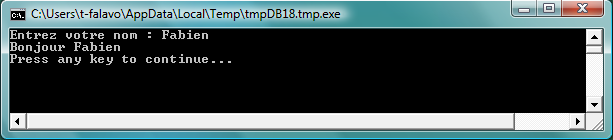 C:\Users\t-falavo\AppData\Local\Temp\tmpDB18.tmp.exe
Entrez votre nom : Fabien
Bonjour Fabien
Press any key to continue...